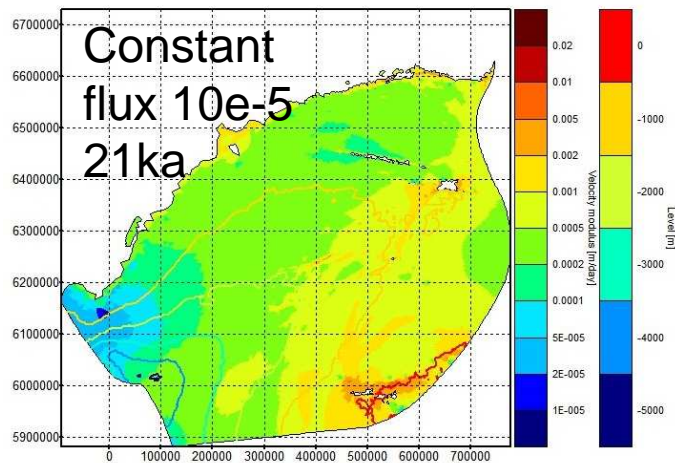 Constant
flux 10e-5
21ka
6700000
6600000
6500000
6400000
6300000
6200000
6100000
6000000
5900000
0 100000 200000 300000 400000 500000 600000 700000
0.02
0.01
0.005
0.002
0.001
0.0005
0.0002
0.0001
5E-005
2E-005
1E-005
Velocity modulus [m/day]
0
-1000
-2000
-3000
-4000
-5000
Level [m]